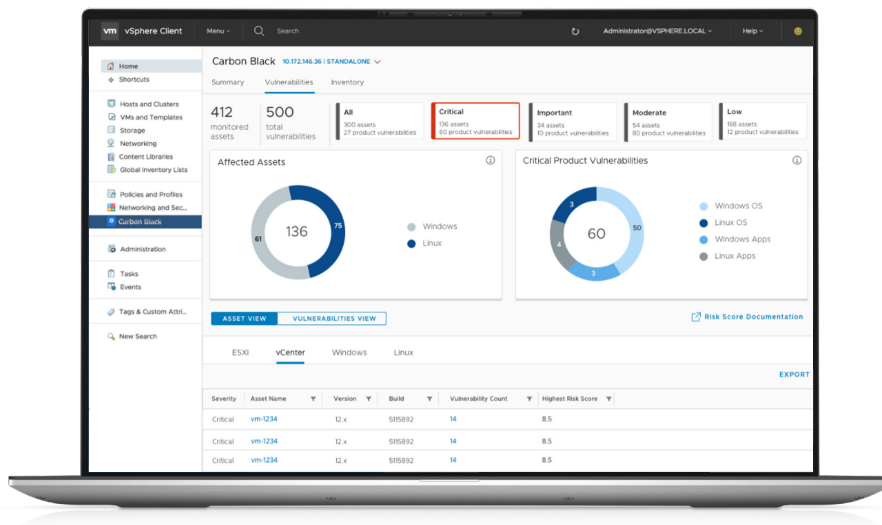 vm vSphere Client Menu Search Administrator@VSPHERE.LOCAL Help
Home
Shortcuts
Hosts and Clusters
VMs and Templates
Storage
Networking
Content Libraries
Global Inventory Lists
Policies and Profiles
Networking and Sec...
Carbon Black
Administration
Tasks
Events
Tags & Custom Attri...
New Search
Carbon Black 10.172.146.36 | STANDALONE
Summary Vulnerabilities Inventory
412 monitored assets
500 total vulnerabilities
All
300 assets
27 product vulnerabilities
Critical
136 assets
60 product vulnerabilities
Important
34 assets
10 product vulnerabilities
Moderate
54 assets
80 product vulnerabilities
Low
188 assets
12 product vulnerabilities
Affected Assets
61
136
75
Windows
Linux
Critical Product Vulnerabilities
3
60
50
4
3
Windows OS
Linux OS
Windows Apps
Linux Apps
ASSET VIEW VULNERABILITIES VIEW
Risk Score Documentation
ESXi vCenter Windows Linux
EXPORT
Severity Asset Name Version Build Vulnerability Count Highest Risk Score
Critical vm-1234 12.x 5115892 14 8.5
Critical vm-1234 12.x 5115892 14 8.5
Critical vm-1234 12.x 5115892 14 8.5